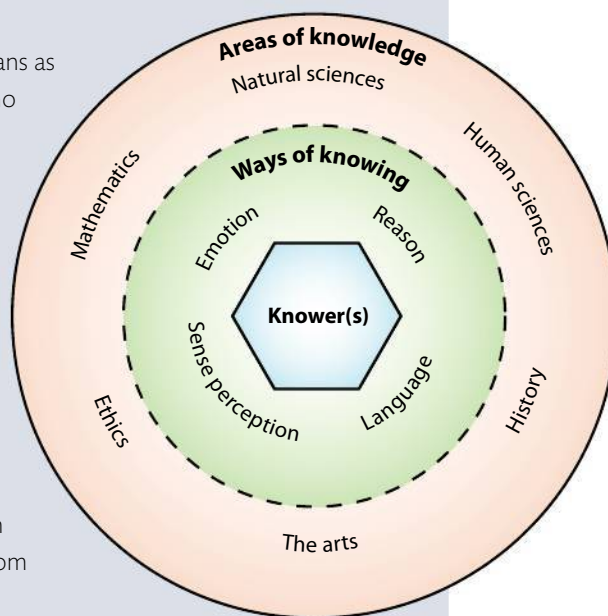 ans as
o
Areas of knowledge
Natural sciences
Human sciences
Mathematics
Ways of knowing
Emotion
Reason
Knower(s)
Sense perception
Language
Ethics
History
The arts
om